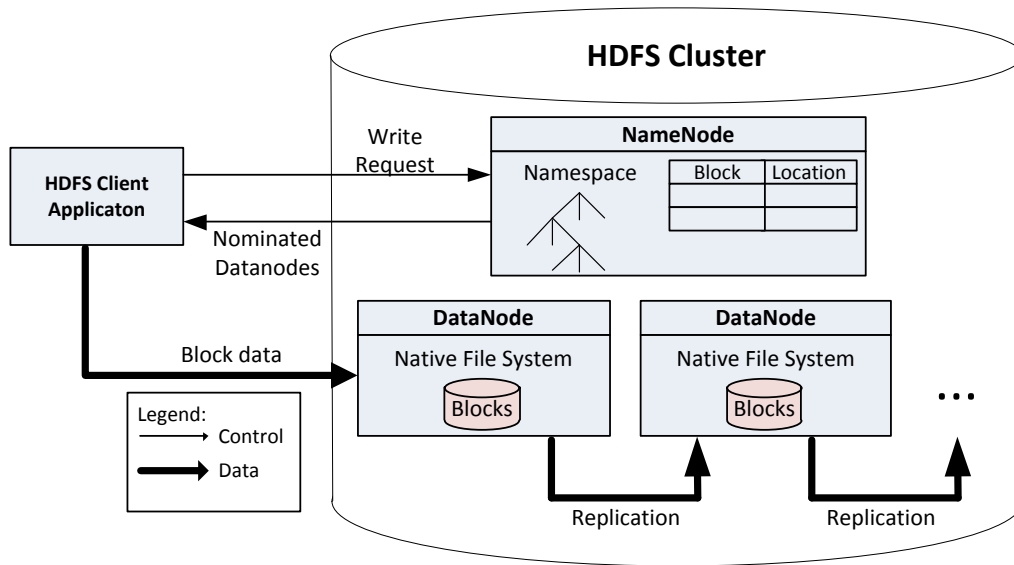 HDFS Cluster
NameNode
Write
Request
Namespace
Block
Location
HDFS Client
Applicaton
Nominated
Datanodes
DataNode
DataNode
Native File System
Native File System
Block data
Blocks
Blocks
...
Legend:
Control
Data
Replication
Replication